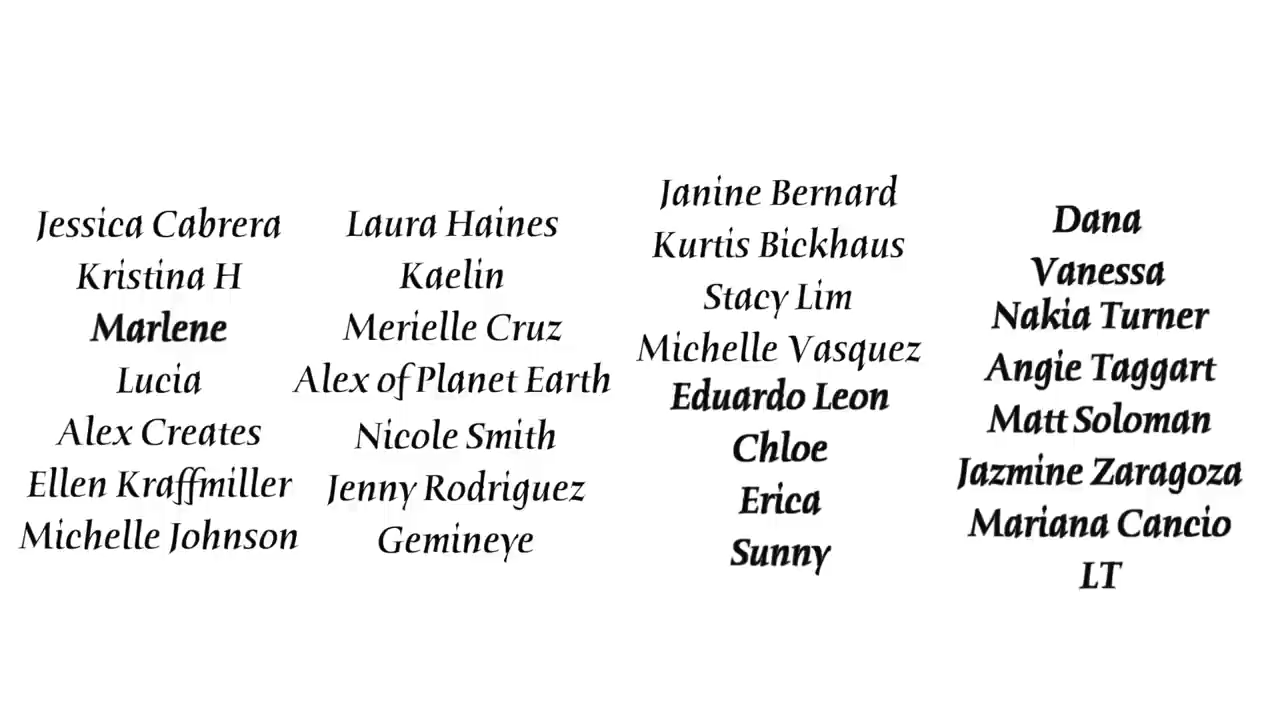 Jessica Cabrera
Kristina H
Marlene
Lucia
Alex Creates
Ellen Kraffmiller
Michelle Johnson
Laura Haines
Kaelin
Merielle Cruz
Alex of Planet Earth
Nicole Smith
Jenny Rodriguez
Gemineye
Janine Bernard
Kurtis Bickhaus
Stacy Lim
Michelle Vasquez
Eduardo Leon
Chloe
Erica
Sunny
Dana
Vanessa
Nakia Turner
Angie Taggart
Matt Soloman
Jazmine Zaragoza
Mariana Cancio
LT